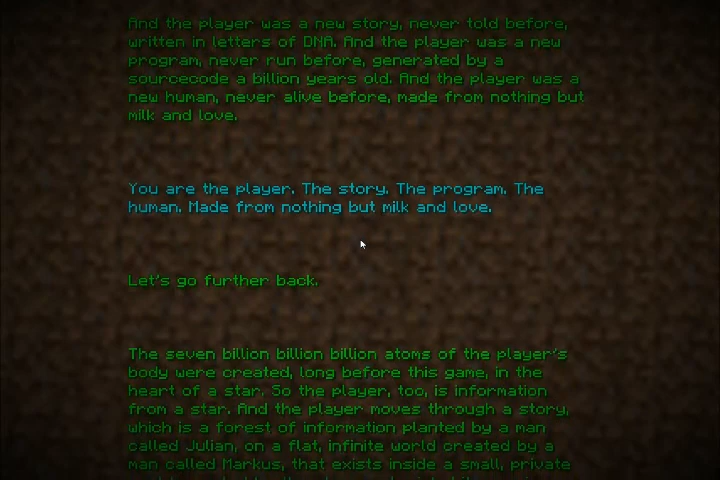 And the player was a new story, never told before,
written in letters of DNA. And the player was a new
program, never run before, generated by a
sourcecode a billion years old. And the player was a
new human, never alive before, made from nothing but
milk and love.
You are the player. The story. The program. The
human. Made from nothing but milk and love.
Let's go further back.
The seven billion billion billion atoms of the player's
body were created, long before this game, in the
heart of a star. So the player, too, is information
from a star. And the player moves through a story,
which is a forest of information planted by a man
called Julian, on a flat, infinite world created by a
man called Markus, that exists inside a small, private